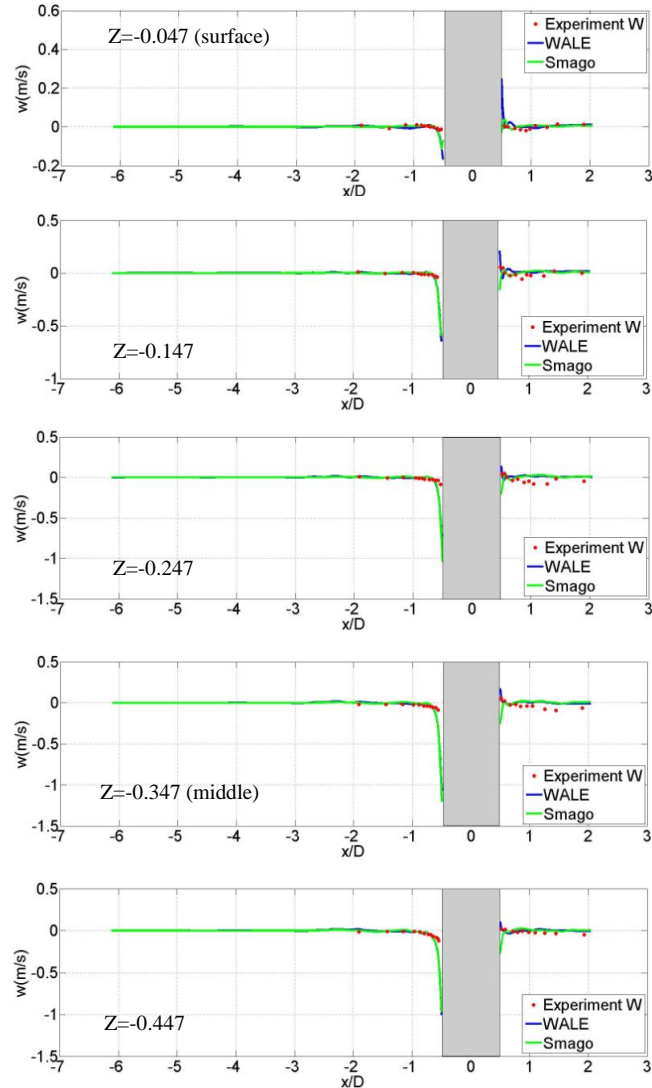 0.6
Z=-0.047 (surface)
Experiment W
WALE
Smago
0.4
0.2
0
-0.2
w(m/s)
-7 -6 -5 -4 -3 -2 -1 0 1 2 3
x/D
0.5
0
-0.5
-1
w(m/s)
Z=-0.147
Experiment W
WALE
Smago
-7 -6 -5 -4 -3 -2 -1 0 1 2 3
x/D
0.5
0
-0.5
-1
-1.5
w(m/s)
Z=-0.247
Experiment W
WALE
Smago
-7 -6 -5 -4 -3 -2 -1 0 1 2 3
x/D
0.5
0
-0.5
-1
-1.5
w(m/s)
Z=-0.347 (middle)
Experiment W
WALE
Smago
-7 -6 -5 -4 -3 -2 -1 0 1 2 3
x/D
0.5
0
-0.5
-1
-1.5
w(m/s)
Z=-0.447
Experiment W
WALE
Smago
-7 -6 -5 -4 -3 -2 -1 0 1 2 3
x/D